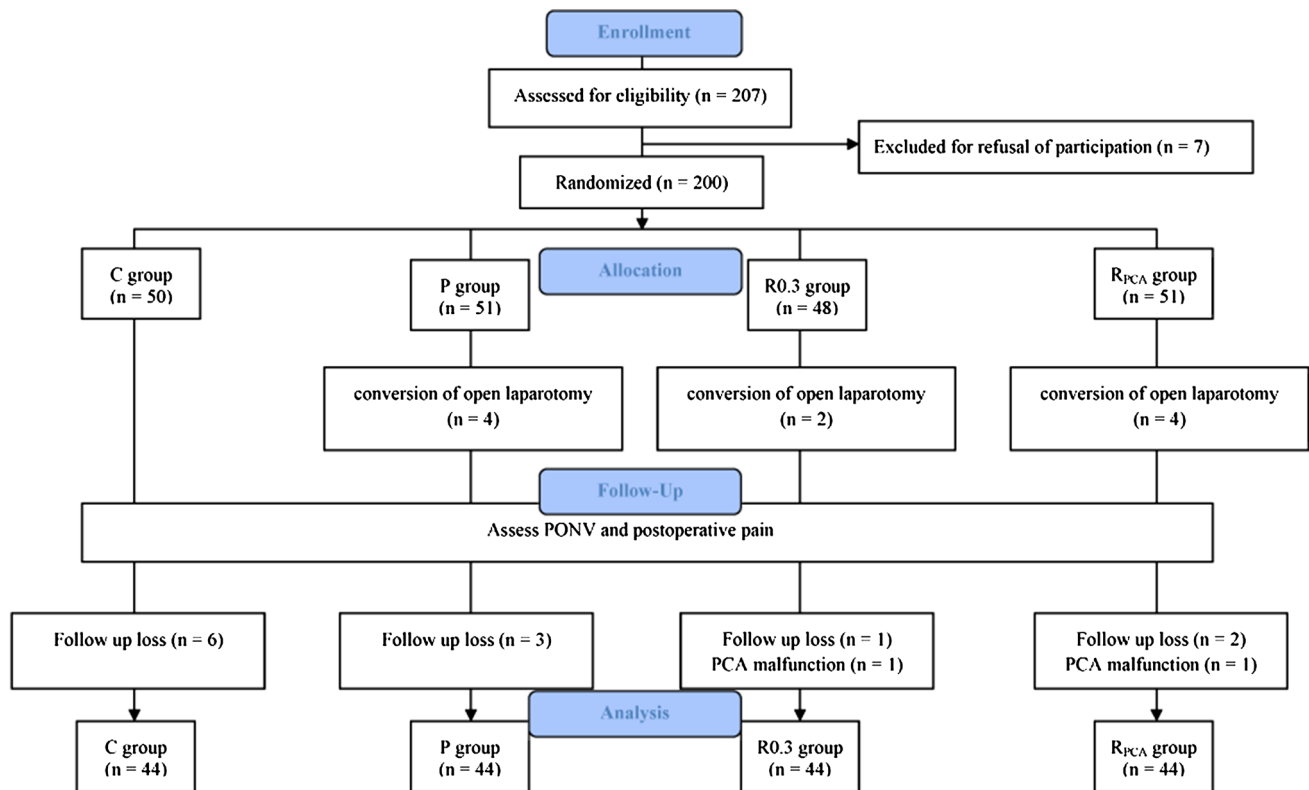 Enrollment
Assessed for eligibility (n = 207)
Excluded for refusal of participation (n = 7)
Randomized (n = 200)
Allocation
C group
(n = 50)
P group
(n = 51)
R0.3 group
(n = 48)
RPCA group
(n = 51)
conversion of open laparotomy
(n = 4)
conversion of open laparotomy
(n = 2)
conversion of open laparotomy
(n = 4)
Follow-Up
Assess PONV and postoperative pain
Follow up loss (n = 6)
Follow up loss (n = 3)
Follow up loss (n = 1)
PCA malfunction (n = 1)
Follow up loss (n = 2)
PCA malfunction (n = 1)
Analysis
C group
(n = 44)
P group
(n = 44)
R0.3 group
(n = 44)
RPCA group
(n = 44)